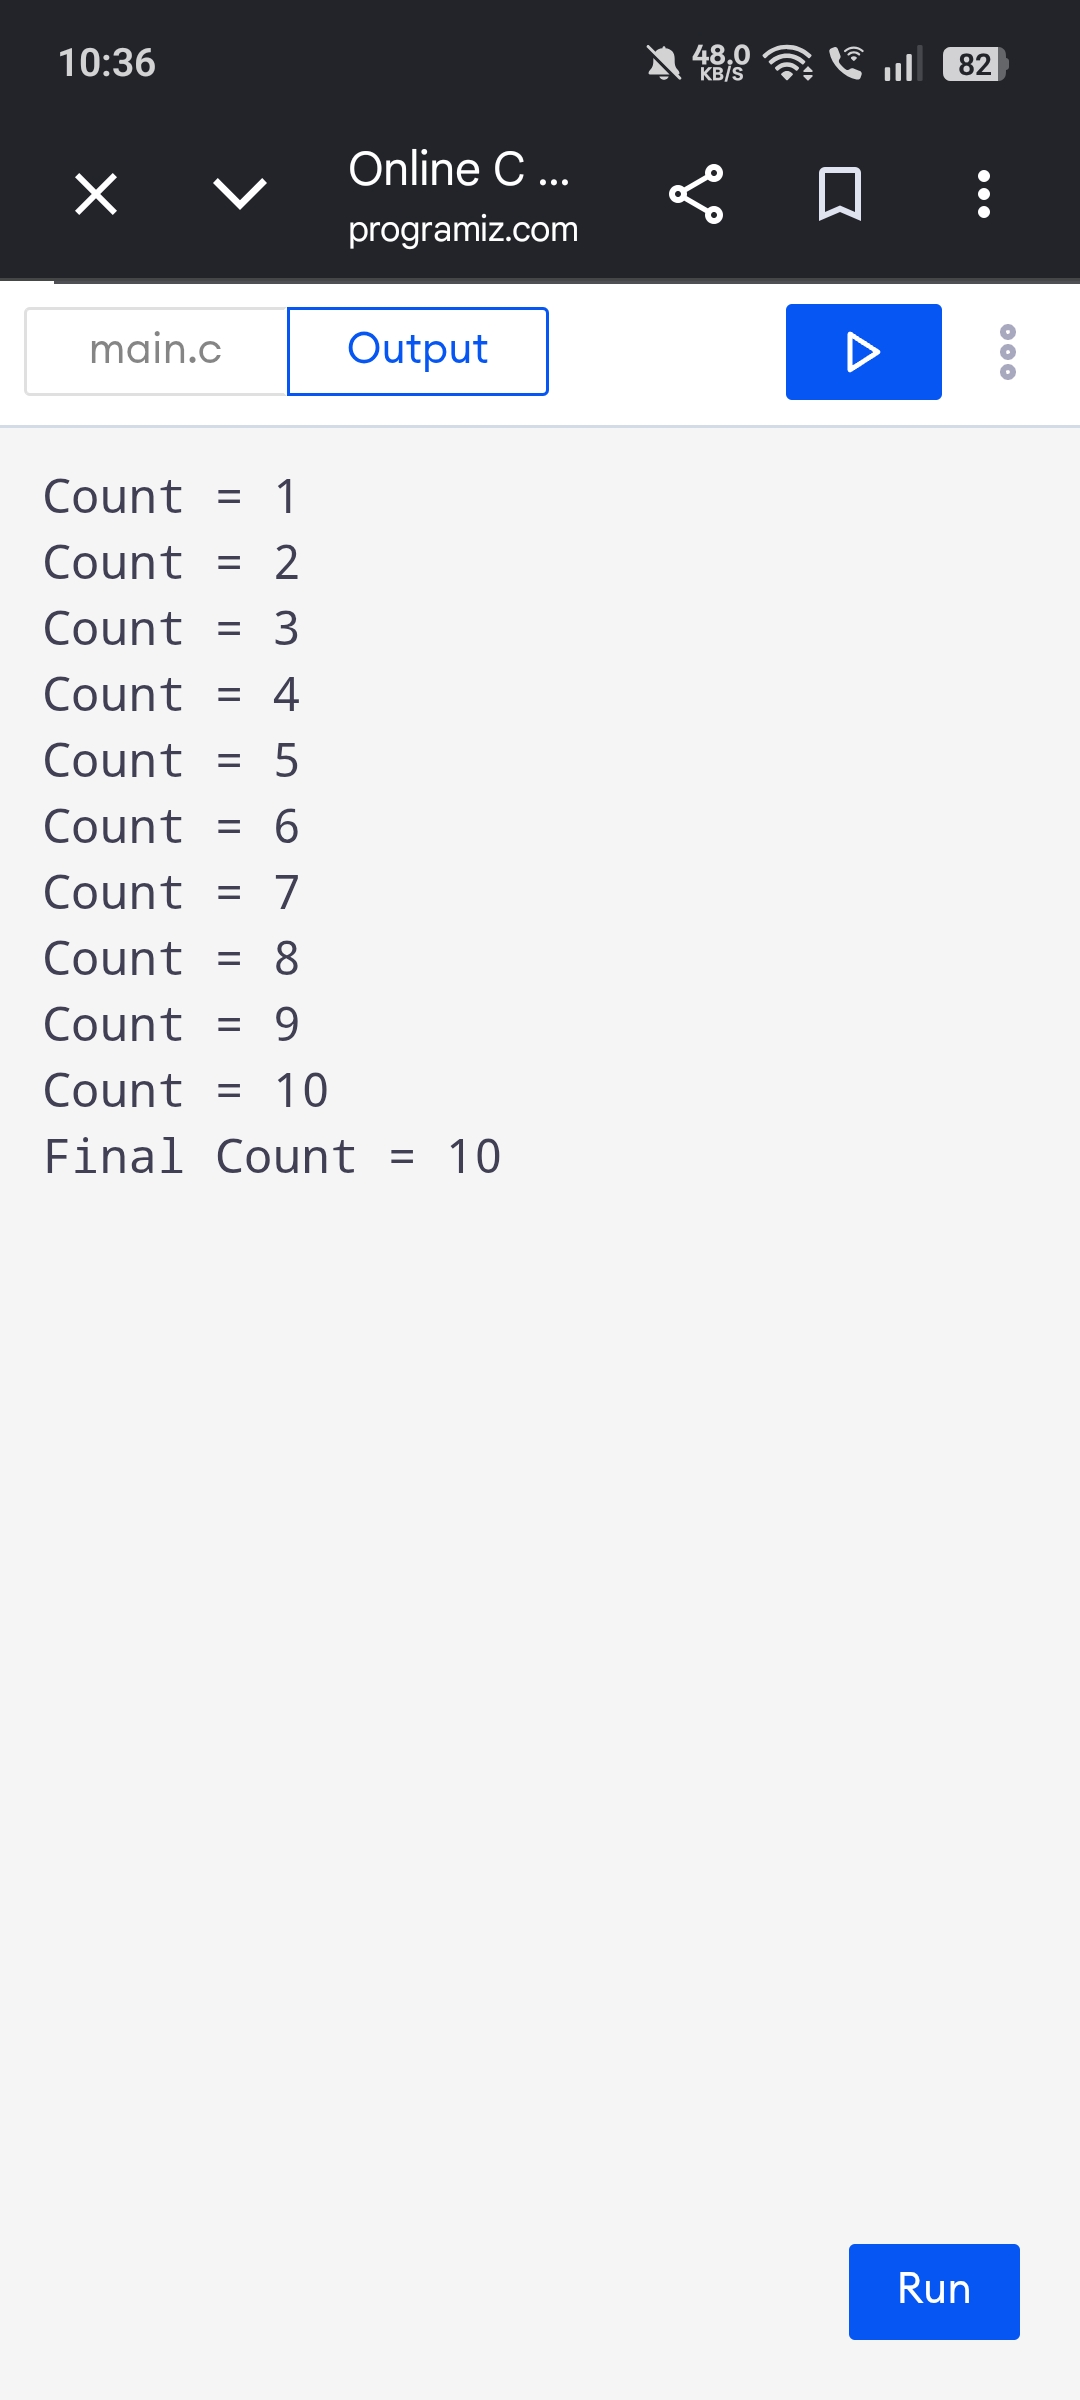 10:36
48.0
KB/S
82
Online C ...
programiz.com
main.c
Output
Count = 1
Count = 2
Count = 3
Count = 4
Count = 5
Count = 6
Count = 7
Count = 8
Count = 9
Count = 10
Final Count = 10
Run